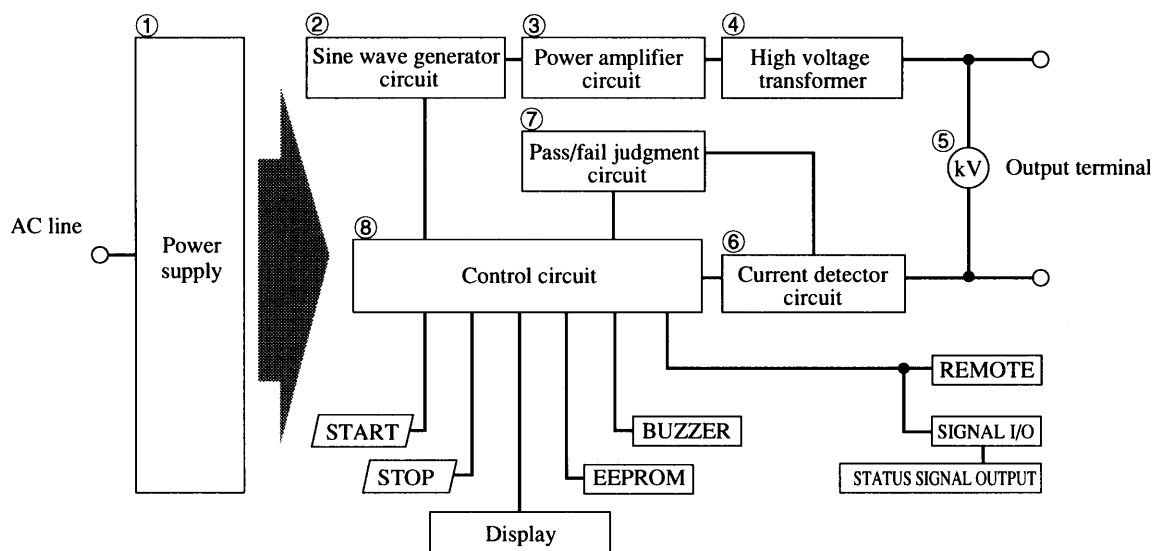 ①
Power
supply
AC line
②
Sine wave generator
circuit
③
Power amplifier
circuit
④
High voltage
transformer
⑤
kV
Output terminal
⑦
Pass/fail judgment
circuit
⑧
Control circuit
⑥
Current detector
circuit
REMOTE
START
BUZZER
SIGNAL I/O
STOP
EEPROM
STATUS SIGNAL OUTPUT
Display